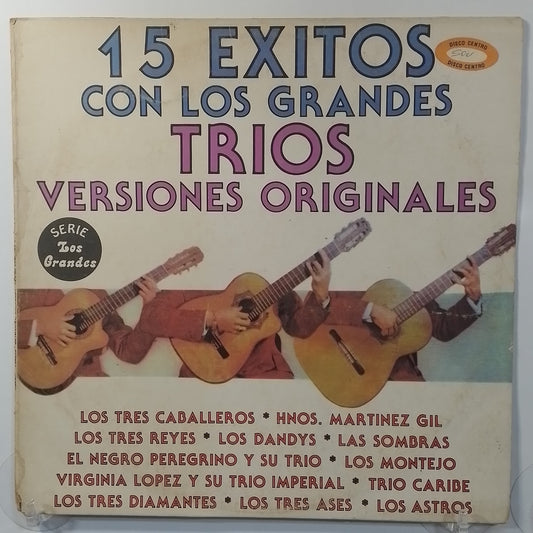 15 EXITOS
DISCO CENTRO
DISCO CENTRO
CON LOS GRANDES
TRIOS
VERSIONES ORIGINALES
SERIE
Los
Grandes
LOS TRES CABALLEROS * HNOS. MARTINEZ GIL
LOS TRES REYES * LOS DANDYS * LAS SOMBRAS
EL NEGRO PEREGRINO Y SU TRIO * LOS MONTEJO
VIRGINIA LOPEZ Y SU TRIO IMPERIAL * TRIO CARIBE
LOS TRES DIAMANTES * LOS TRES ASES * LOS ASTROS